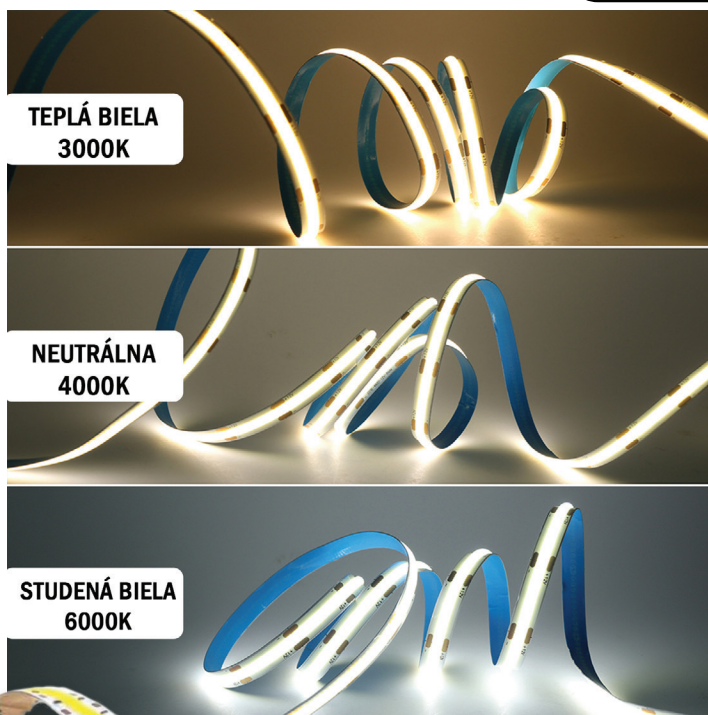 TEPLÁ BIELA
3000K
NEUTRÁLNA
4000K
STUDENÁ BIELA
6000K